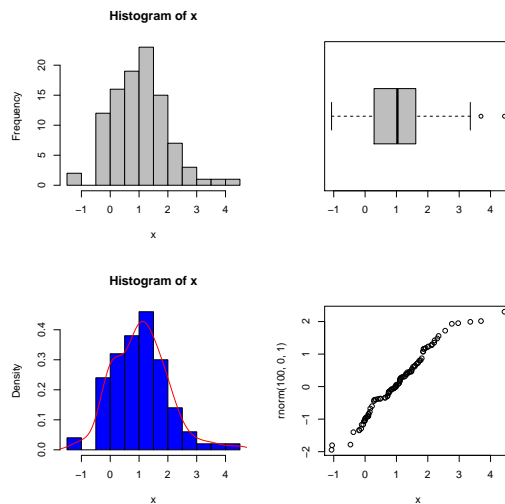 Histogram of x
Frequency
0 5 10 15 20
−1 0 1 2 3 4
x
−1 0 1 2 3 4
Histogram of x
Density
0.0 0.1 0.2 0.3 0.4
−1 0 1 2 3 4
x
rnorm(100, 0, 1)
−2 −1 0 1 2
−1 0 1 2 3 4
x